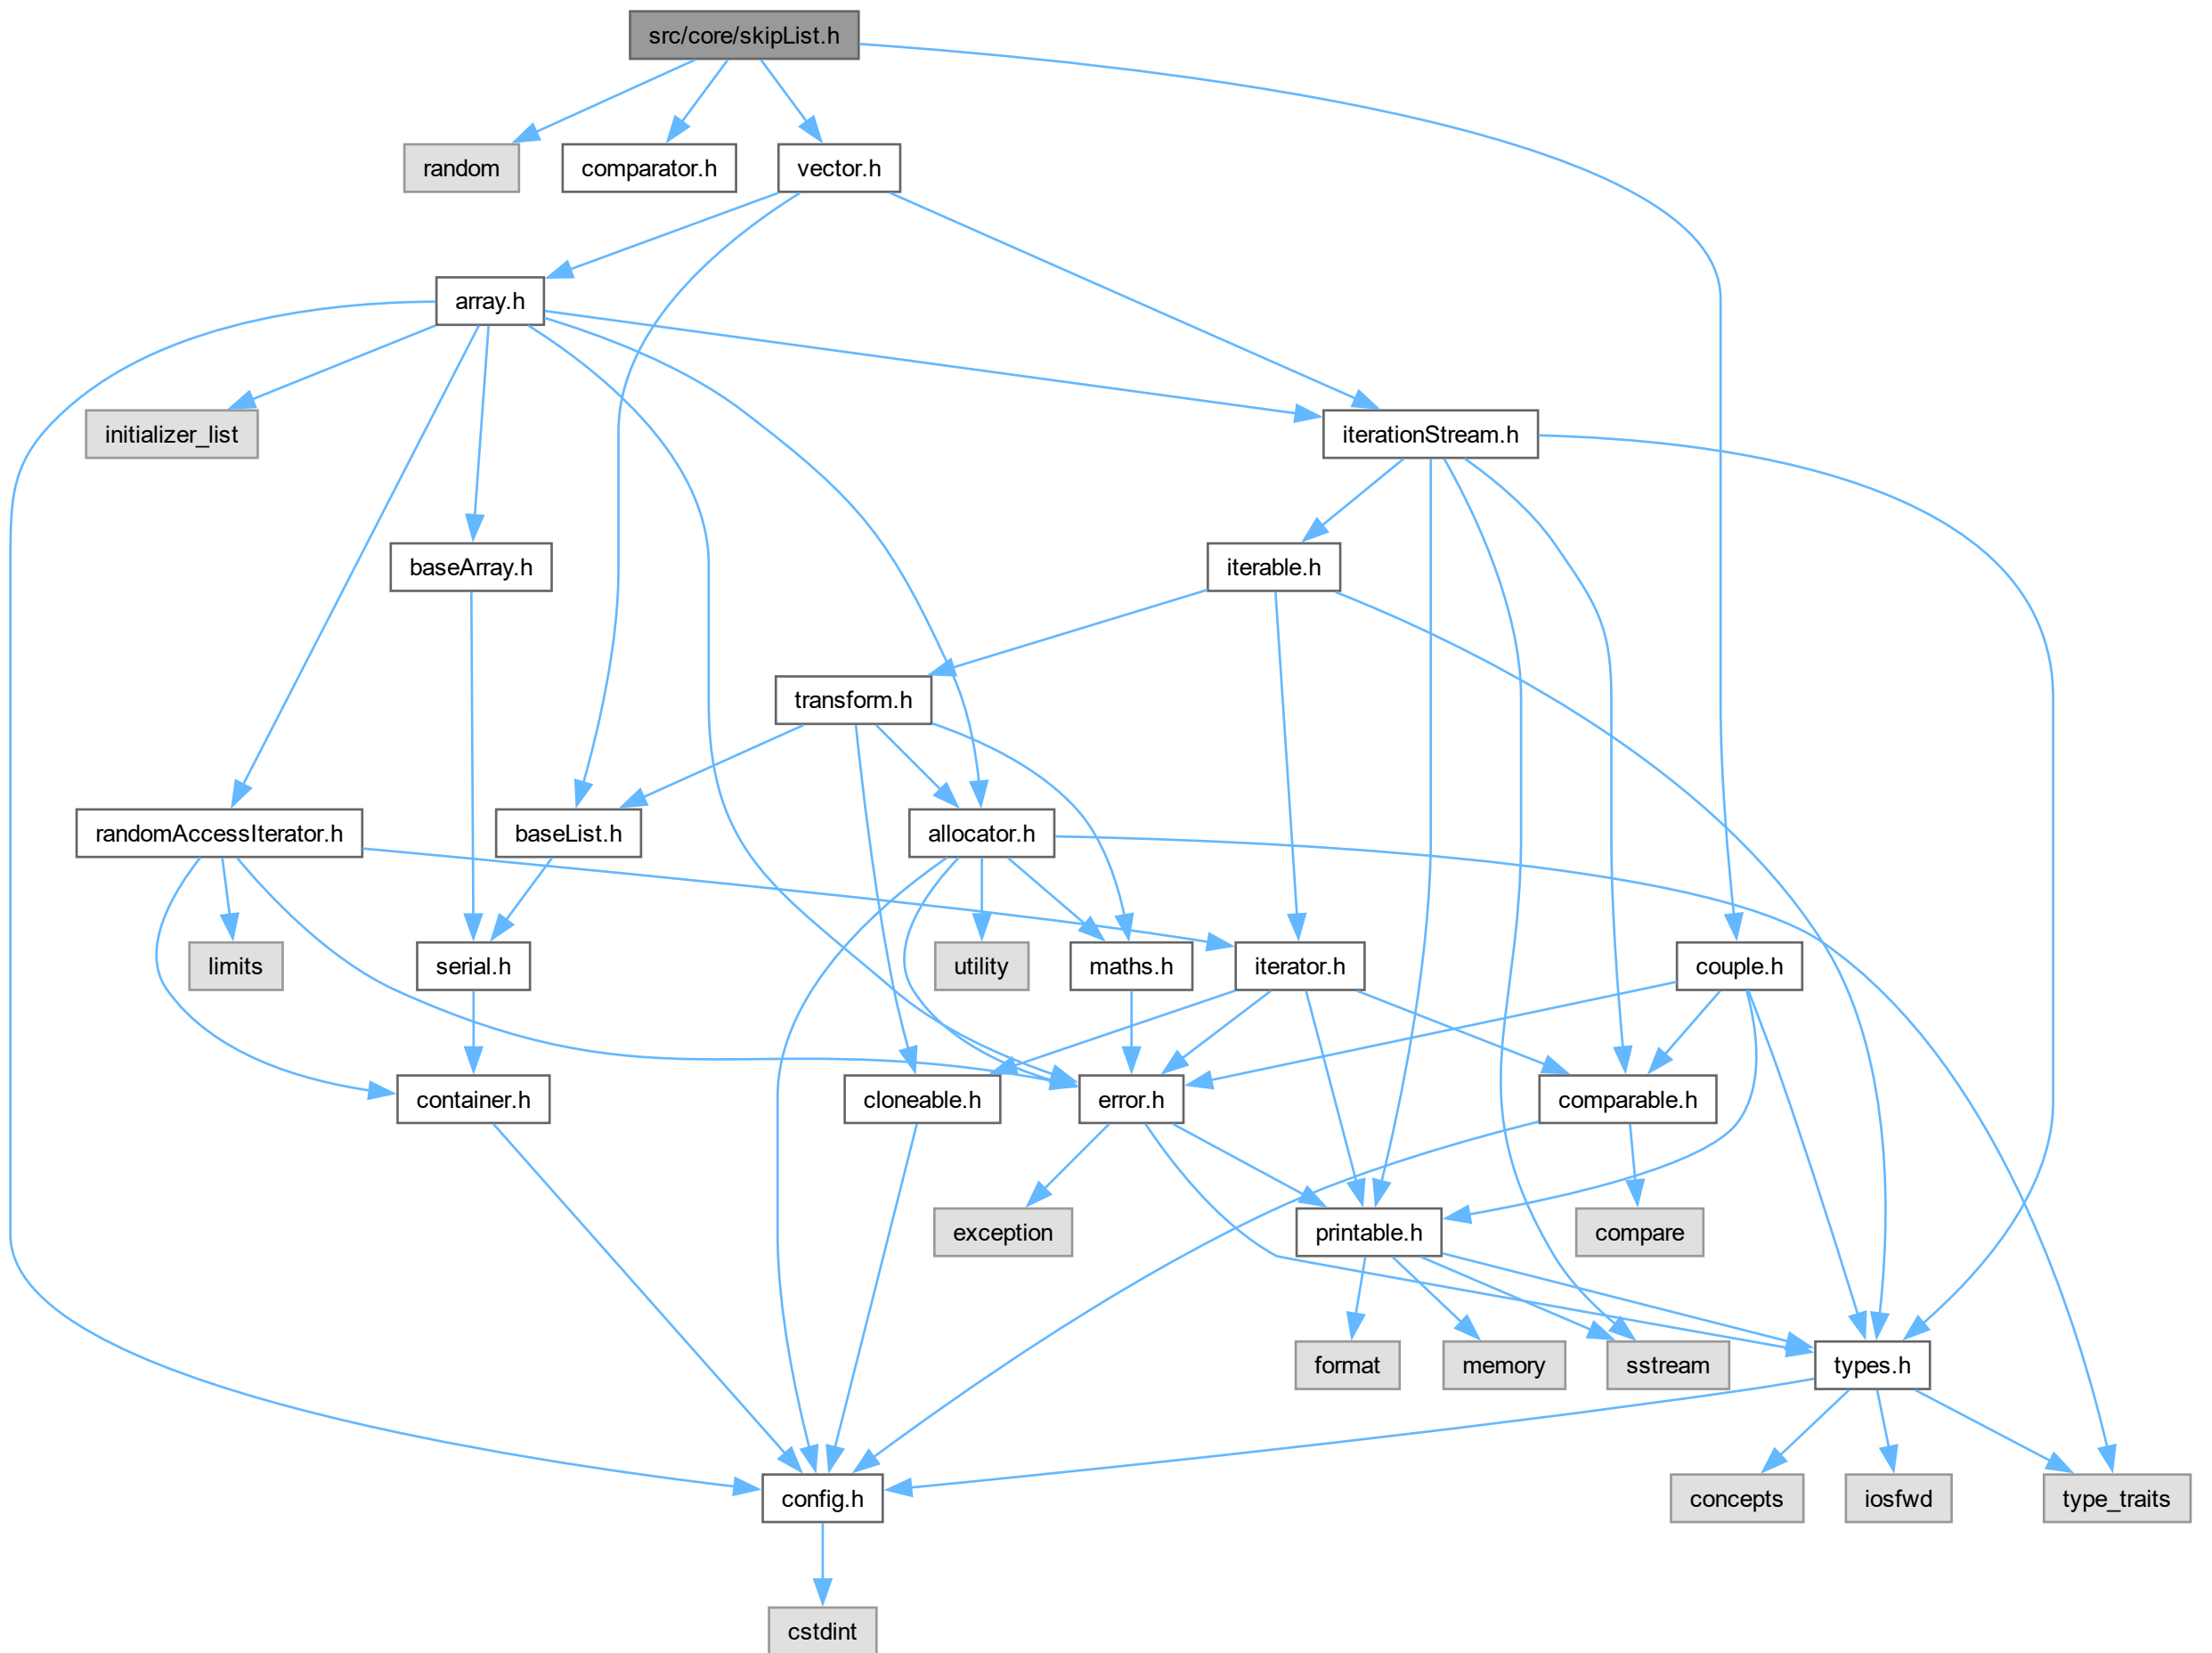 src/core/skipList.h
random
comparator.h
vector.h
array.h
initializer_list
iterationStream.h
baseArray.h
iterable.h
transform.h
randomAccessIterator.h
baseList.h
allocator.h
limits
serial.h
utility
maths.h
iterator.h
couple.h
container.h
cloneable.h
error.h
comparable.h
exception
printable.h
compare
format
memory
sstream
types.h
config.h
concepts
iosfwd
type_traits
cstdint